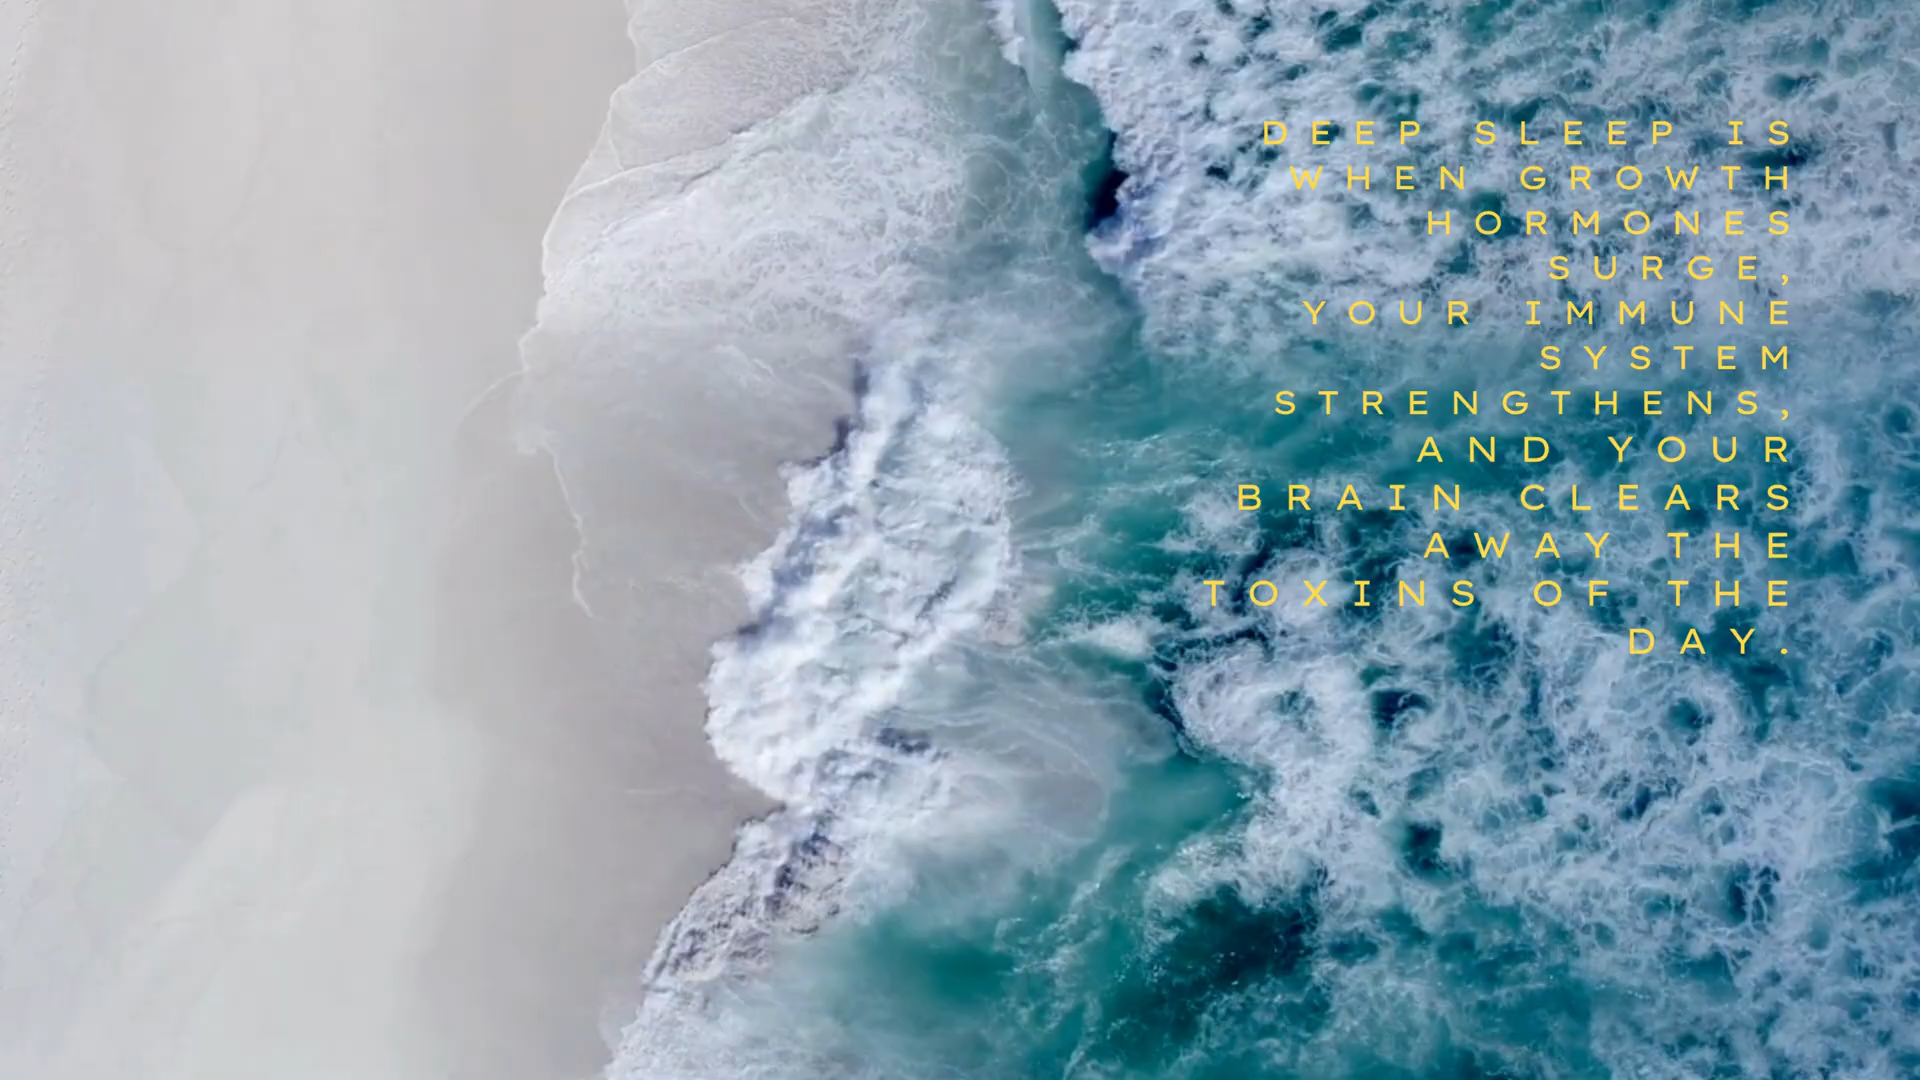 DEEP SLEEP IS
WHEN GROWTH
HORMONES
SURGE,
YOUR IMMUNE
SYSTEM
STRENGTHENS,
AND YOUR
BRAIN CLEARS
AWAY THE
TOXINS OF THE
DAY.